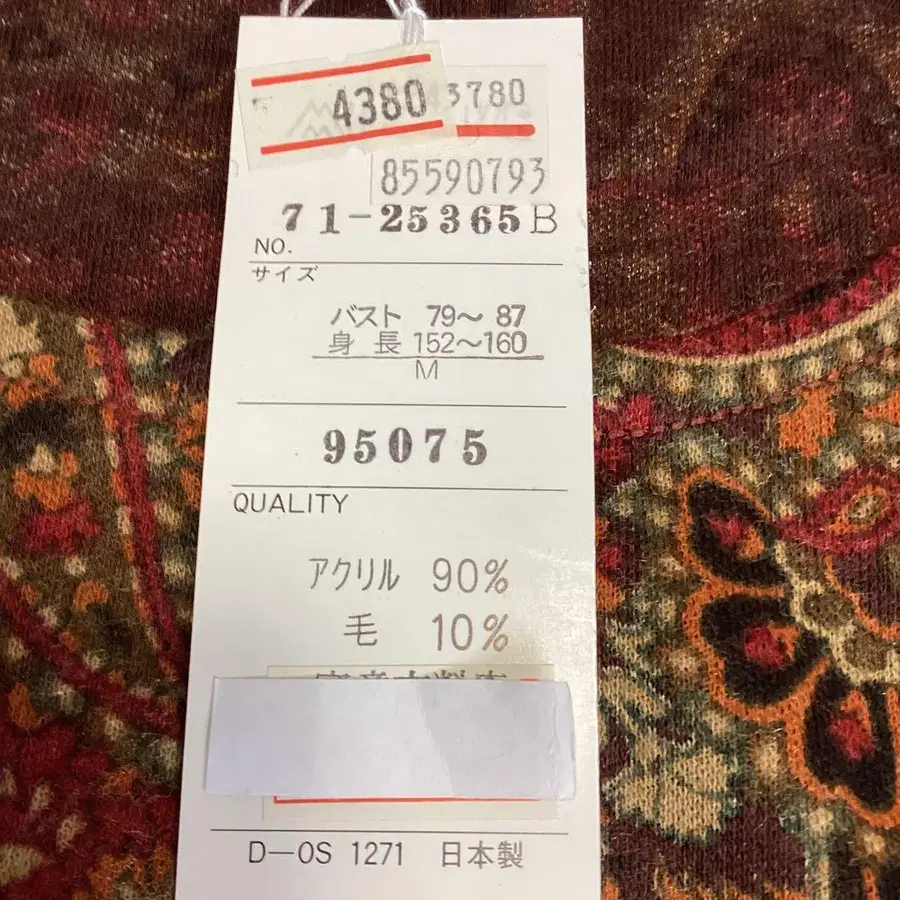 4380
3780
85590793
71-25365B
NO.
サイズ
バスト 79〜 87
身 長 152〜160
M
95075
QUALITY
アクリル 90%
毛 10%
D-OS 1271 日本製